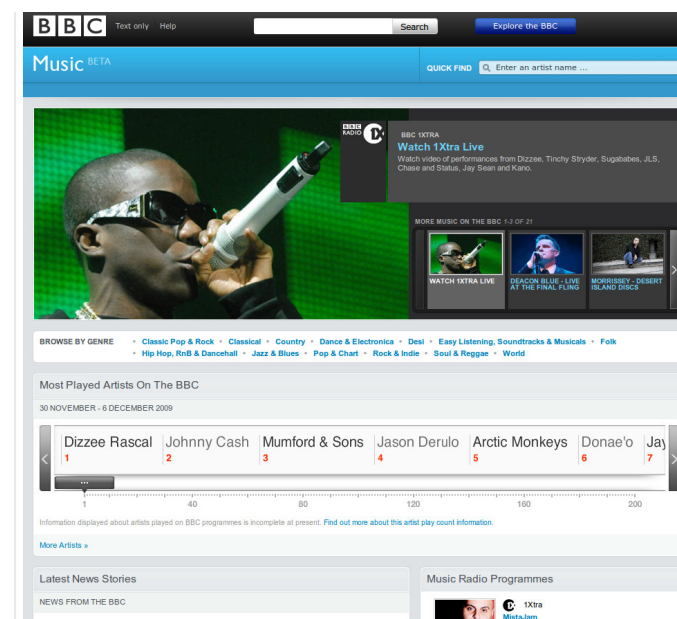 BBC Text only Help Search Explore the BBC
Music BETA QUICK FIND Enter an artist name ...
BBC RADIO 1X
BBC 1XTRA
Watch 1Xtra Live
Watch video of performances from Dizzee, Tinchy Stryder, Sugababes, JLS,
Chase and Status, Jay Sean and Kano.
MORE MUSIC ON THE BBC 1-3 OF 21
WATCH 1XTRA LIVE
DEACON BLUE - LIVE
AT THE FINAL FLING
MORRISSEY - DESERT
ISLAND DISCS
BROWSE BY GENRE • Classic Pop & Rock • Classical • Country • Dance & Electronica • Desi • Easy Listening, Soundtracks & Musicals • Folk
• Hip Hop, RnB & Dancehall • Jazz & Blues • Pop & Chart • Rock & Indie • Soul & Reggae • World
Most Played Artists On The BBC
30 NOVEMBER - 6 DECEMBER 2009
Dizzee Rascal Johnny Cash Mumford & Sons Jason Derulo Arctic Monkeys Donae'o Jay
1 2 3 4 5 6 7
1 40 80 120 160 200
Information displayed about artists played on BBC programmes is incomplete at present. Find out more about this artist play count information.
More Artists »
Latest News Stories
NEWS FROM THE BBC
Music Radio Programmes
1X 1Xtra
MistaJam